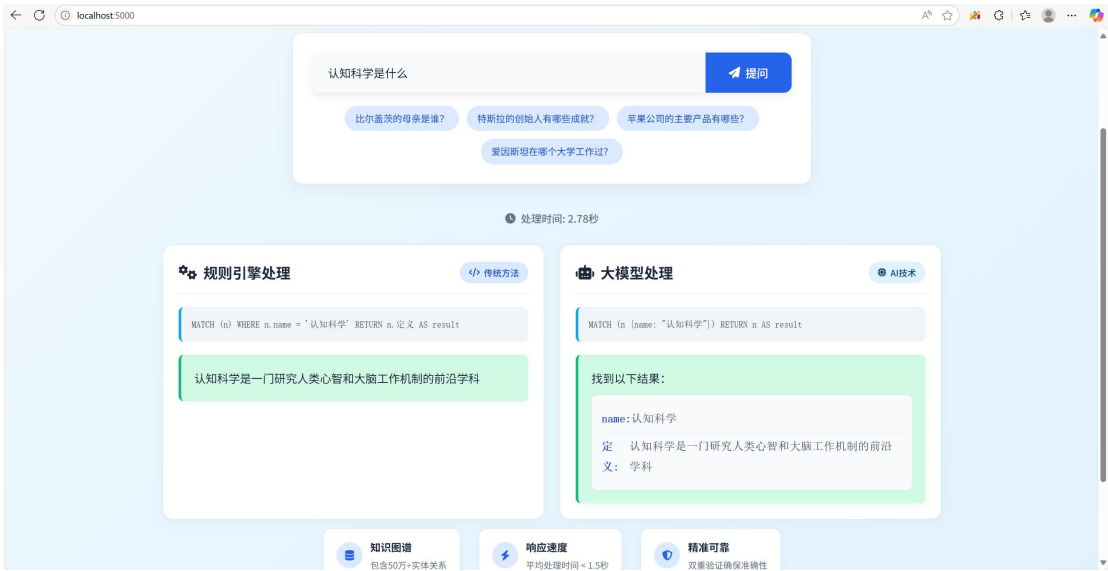 localhost:5000
认知科学是什么
提问
比尔盖茨的母亲是谁?
特斯拉的创始人有哪些成就?
苹果公司的主要产品有哪些?
爱因斯坦在哪个大学工作过?
处理时间: 2.78秒
规则引擎处理
</> 传统方法
MATCH (n) WHERE n.name = '认知科学' RETURN n.定义 AS result
认知科学是一门研究人类心智和大脑工作机制的前沿学科
大模型处理
AI技术
MATCH (n {name: "认知科学"}) RETURN n AS result
找到以下结果:
name:认知科学
定 认知科学是一门研究人类心智和大脑工作机制的前沿
义: 学科
知识图谱
包含50万+实体关系
响应速度
平均处理时间 < 1.5秒
精准可靠
双重验证确保准确性